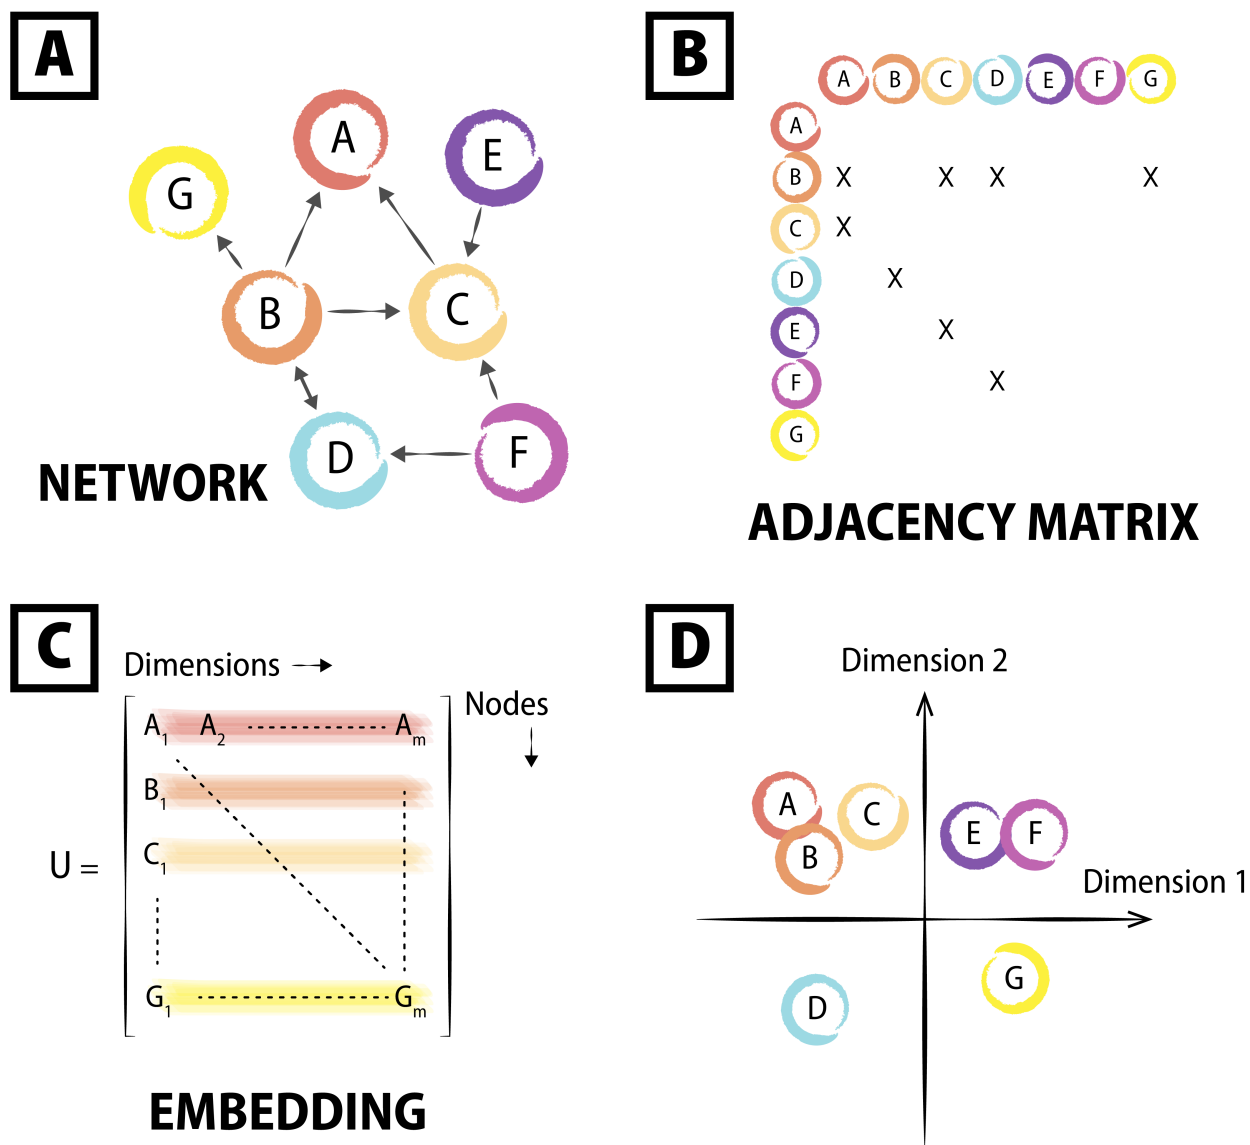 A
A
E
G
B
C
D
F
NETWORK
B
A B C D E F G
A
B X X X X
C X
D X
E X
F X
G
ADJACENCY MATRIX
C
Dimensions
Nodes
A1 A2 Am
B1
C1
U =
G1 Gm
EMBEDDING
D
Dimension 2
A
C
B
E
F
Dimension 1
G
D